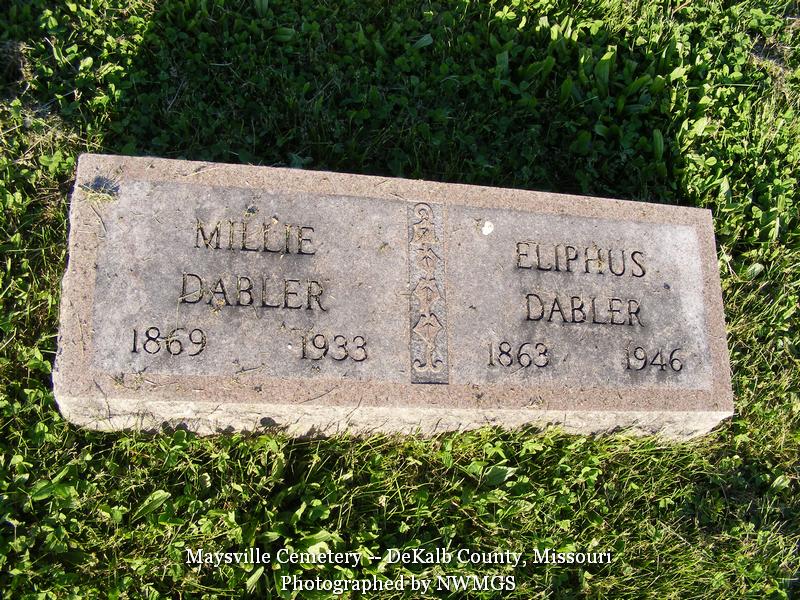 MILLIE
DABLER
1869 1933
ELIPHUS
DABLER
1863 1946
Maysville Cemetery -- DeKalb County, Missouri
Photographed by NWMGS